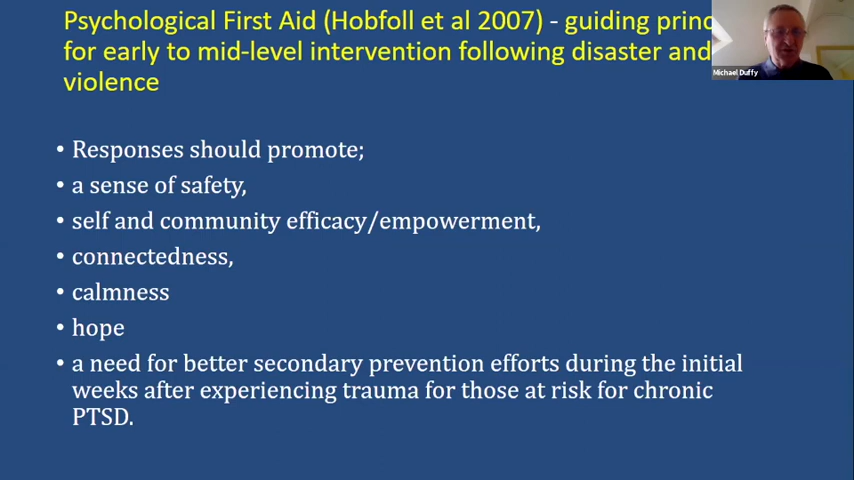 Psychological First Aid (Hobfoll et al 2007) - guiding
for early to mid-level intervention following disaster and
violence
Michael Duffy
• Responses should promote;
• a sense of safety,
• self and community efficacy/empowerment,
• connectedness,
• calmness
• hope
• a need for better secondary prevention efforts during the initial
weeks after experiencing trauma for those at risk for chronic
PTSD.